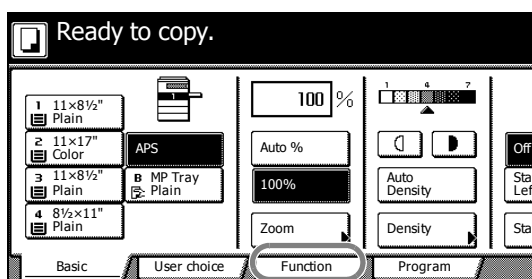 Ready to copy.
1 11×8½"
Plain
2 11×17"
Color
3 11×8½"
Plain
4 8½×11"
Plain
APS
B MP Tray
Plain
100 %
Auto %
100%
Zoom
1 4 7
Auto
Density
Density
Off
Sta
Left
Sta
Basic
User choice
Function
Program